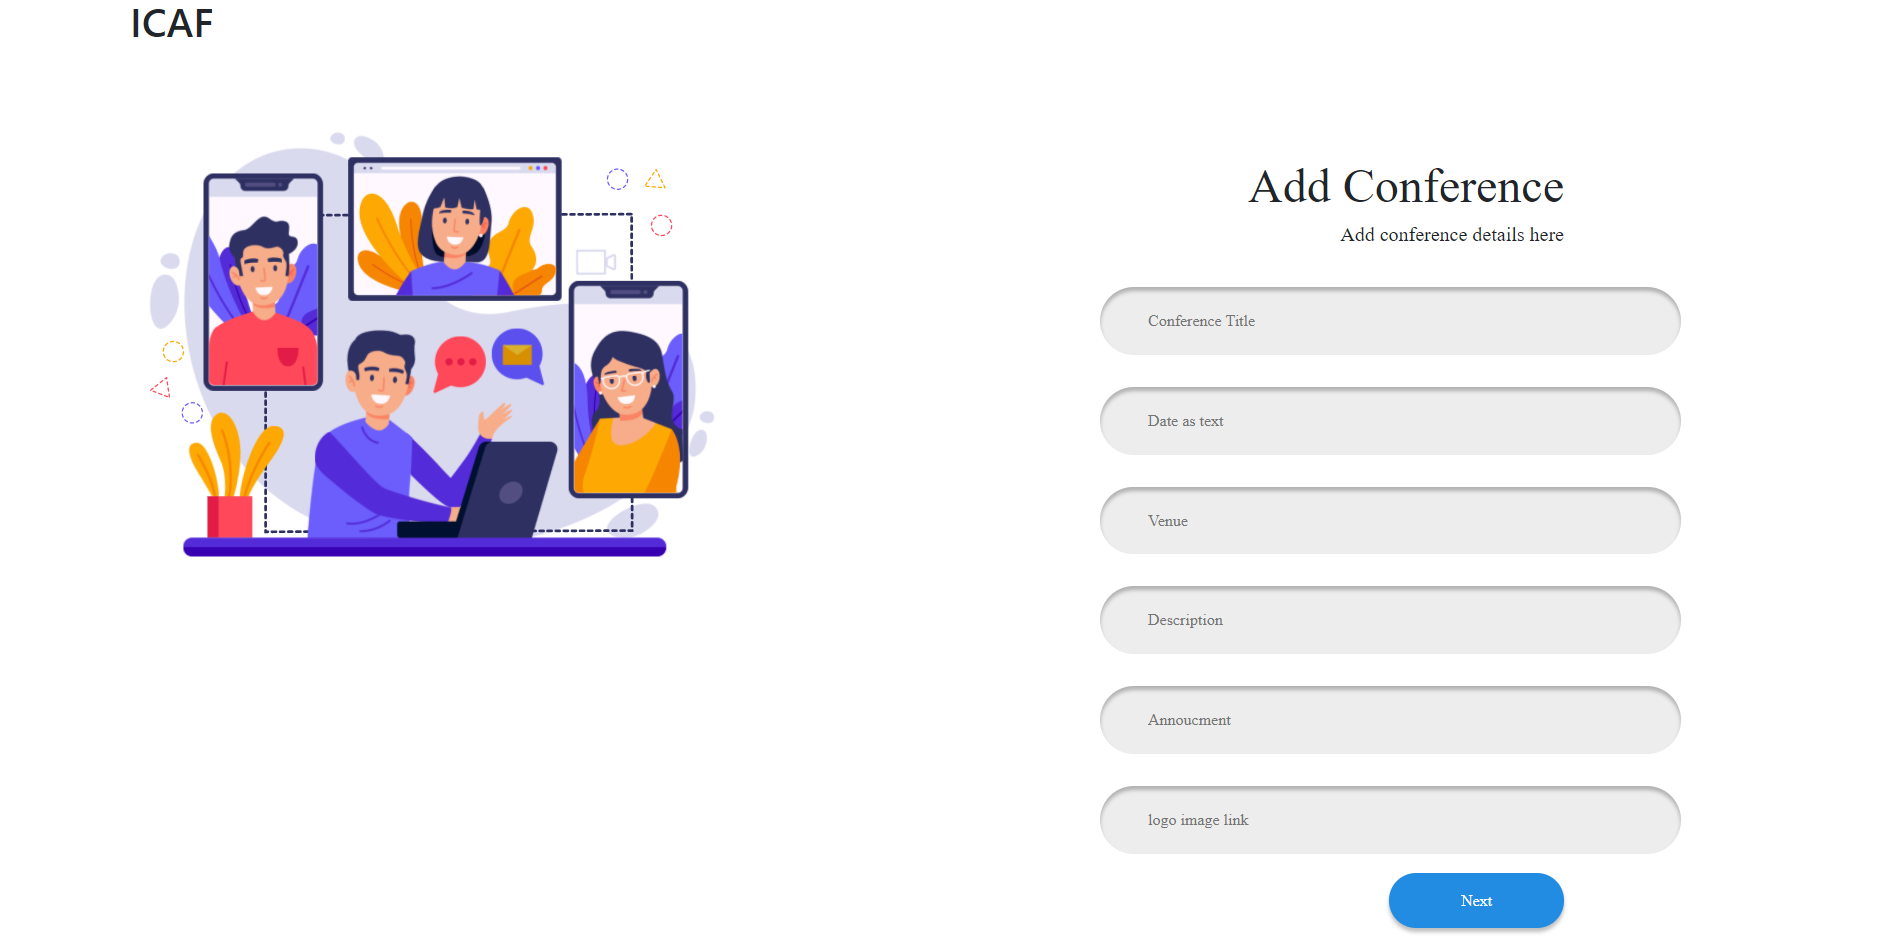 ICAF
Add Conference
Add conference details here
Conference Title
Date as text
Venue
Description
Annoucment
logo image link
Next